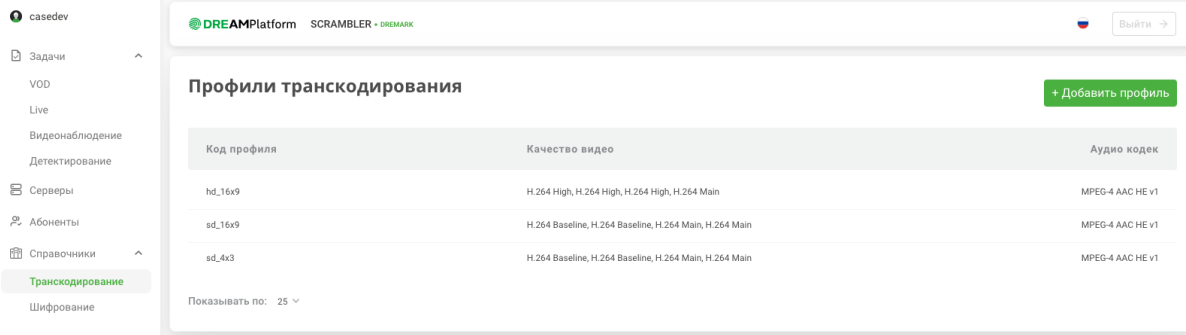 casedev
Задачи
VOD
Live
Видеонаблюдение
Детектирование
Серверы
Абоненты
Справочники
Транскодирование
Шифрование
DREAMPlatform SCRAMBLER • DREMARK
Выйти
Профили транскодирования
+ Добавить профиль
Код профиля Качество видео Аудио кодек
hd_16x9 H.264 High, H.264 High, H.264 High, H.264 Main MPEG-4 AAC HE v1
sd_16x9 H.264 Baseline, H.264 Baseline, H.264 Main, H.264 Main MPEG-4 AAC HE v1
sd_4x3 H.264 Baseline, H.264 Baseline, H.264 Main, H.264 Main MPEG-4 AAC HE v1
Показывать по: 25